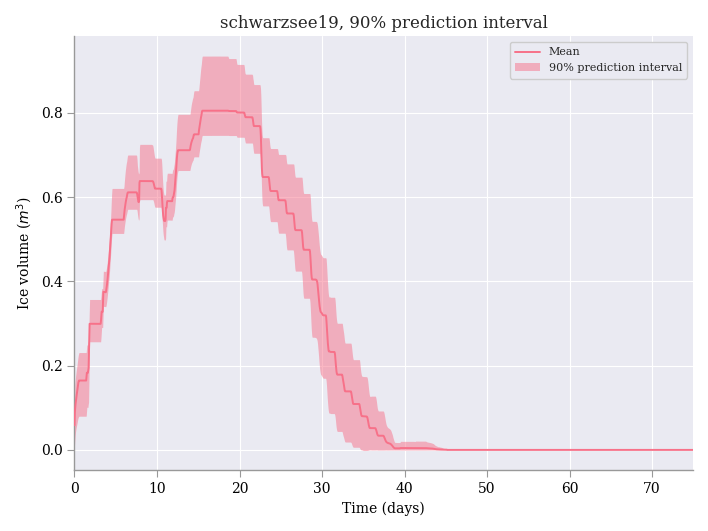 schwarzsee19, 90% prediction interval
Mean
90% prediction interval
Ice volume (m³)
0.8
0.6
0.4
0.2
0.0
0 10 20 30 40 50 60 70
Time (days)